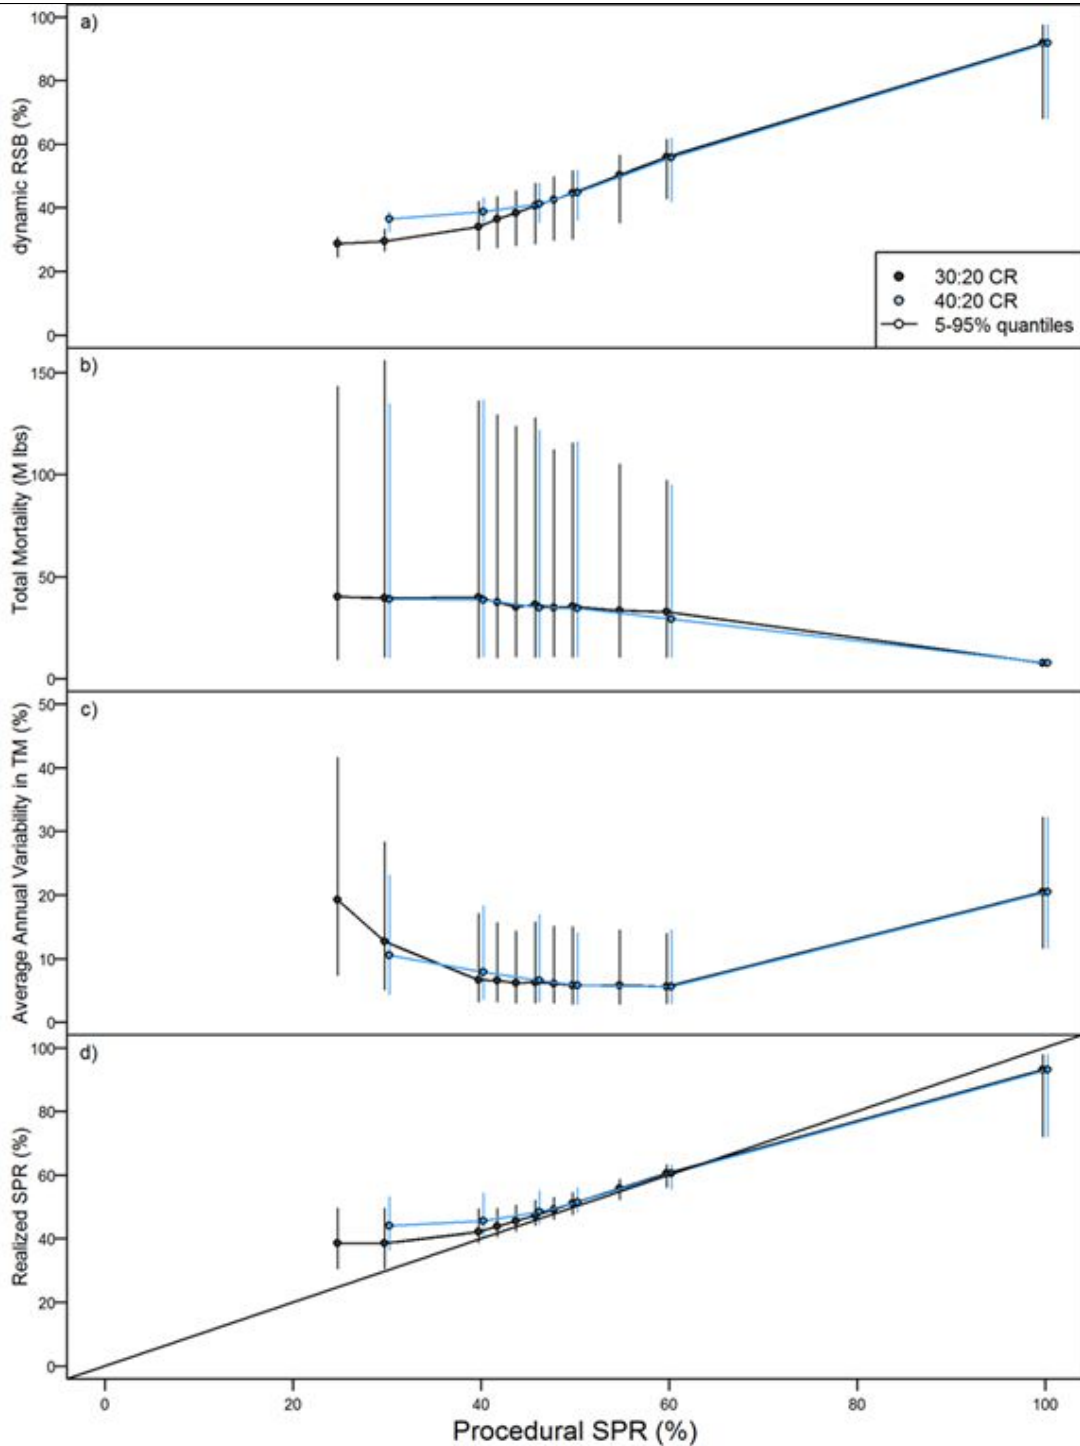 a)
dynamic RSB (%)
100
80
60
40
20
0
30:20 CR
40:20 CR
5-95% quantiles
b)
Total Mortality (M lbs)
150
100
50
0
c)
Average Annual Variability in TM (%)
50
40
30
20
10
0
d)
Realized SPR (%)
100
80
60
40
20
0
0 20 40 60 80 100
Procedural SPR (%)